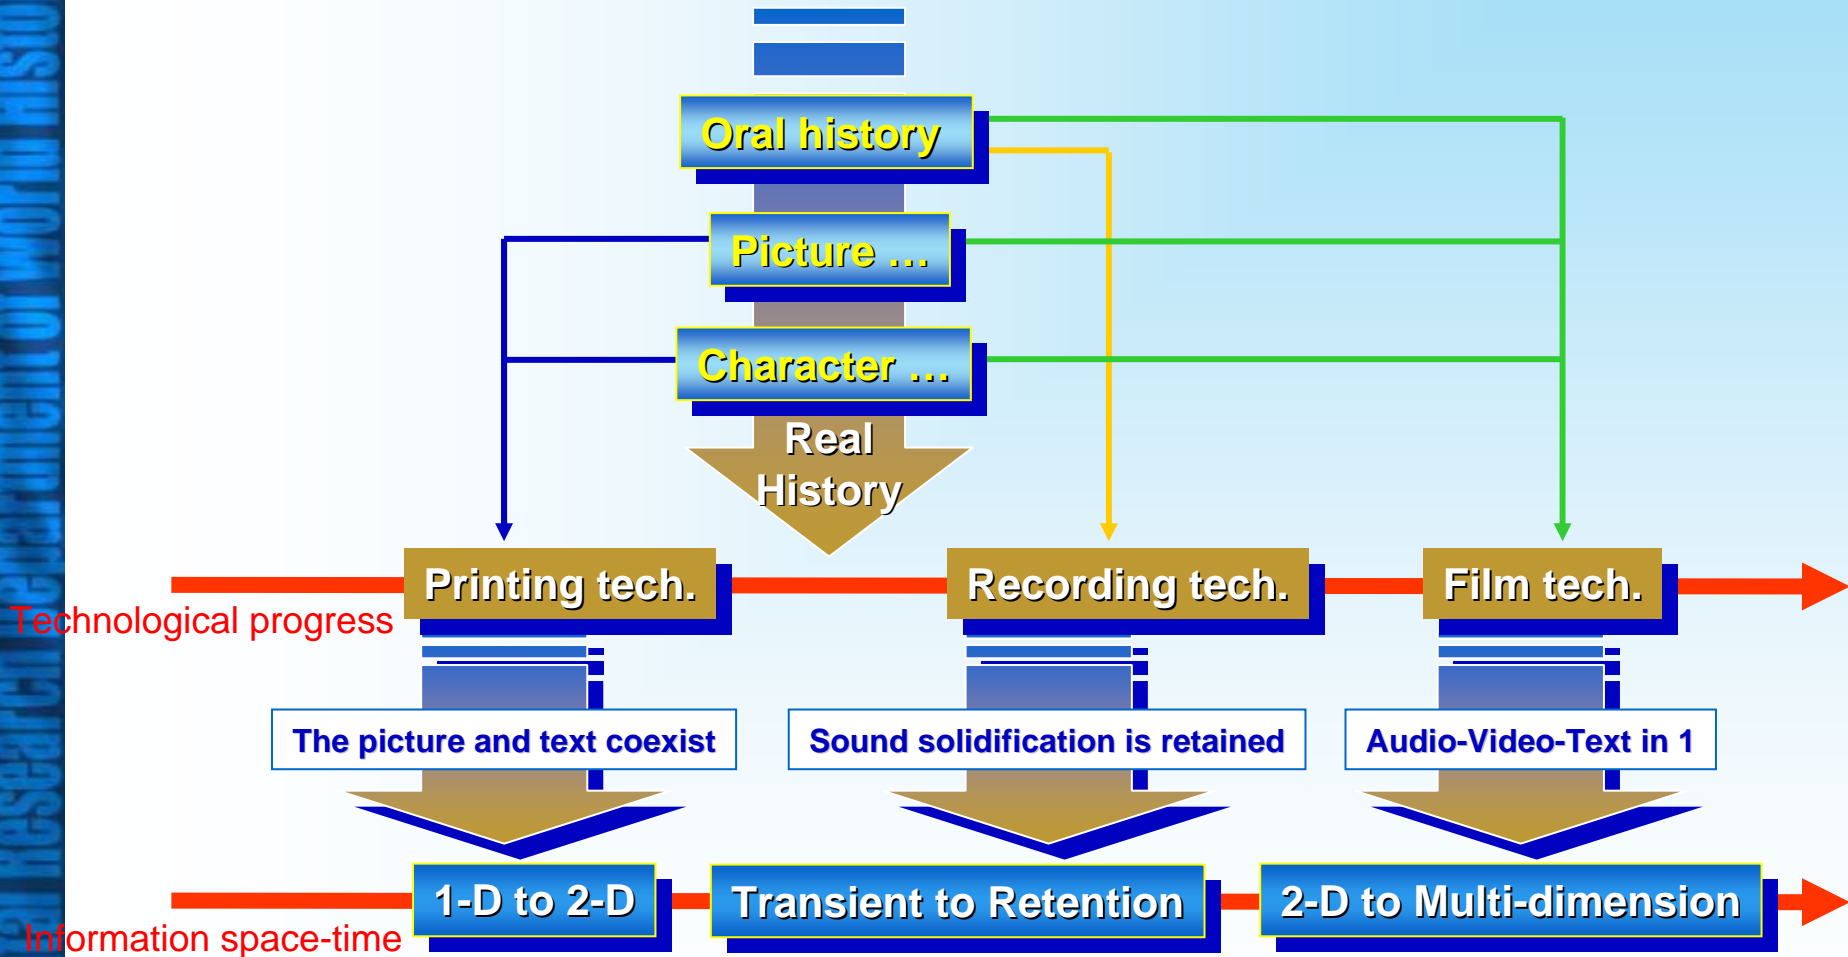 Oral history
Picture ...
Character ...
Real
History
Printing tech.
Recording tech.
Film tech.
Technological progress
The picture and text coexist
Sound solidification is retained
Audio-Video-Text in 1
1-D to 2-D
Transient to Retention
2-D to Multi-dimension
Information space-time